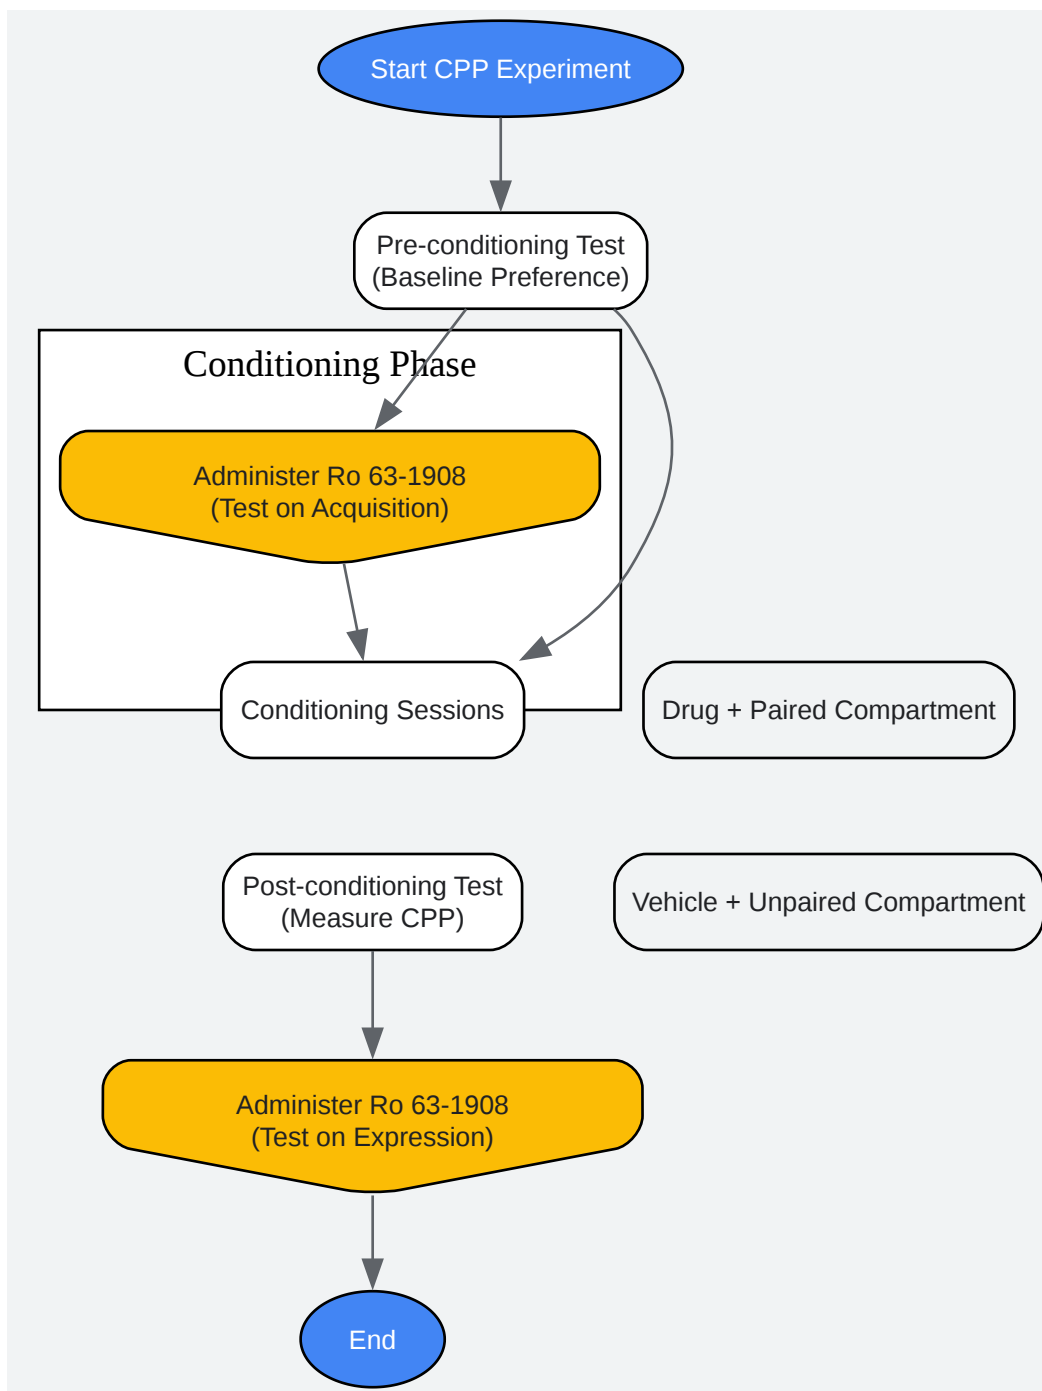 Start CPP Experiment
Pre-conditioning Test
(Baseline Preference)
Conditioning Phase
Administer Ro 63-1908
(Test on Acquisition)
Conditioning Sessions
Drug + Paired Compartment
Post-conditioning Test
(Measure CPP)
Vehicle + Unpaired Compartment
Administer Ro 63-1908
(Test on Expression)
End